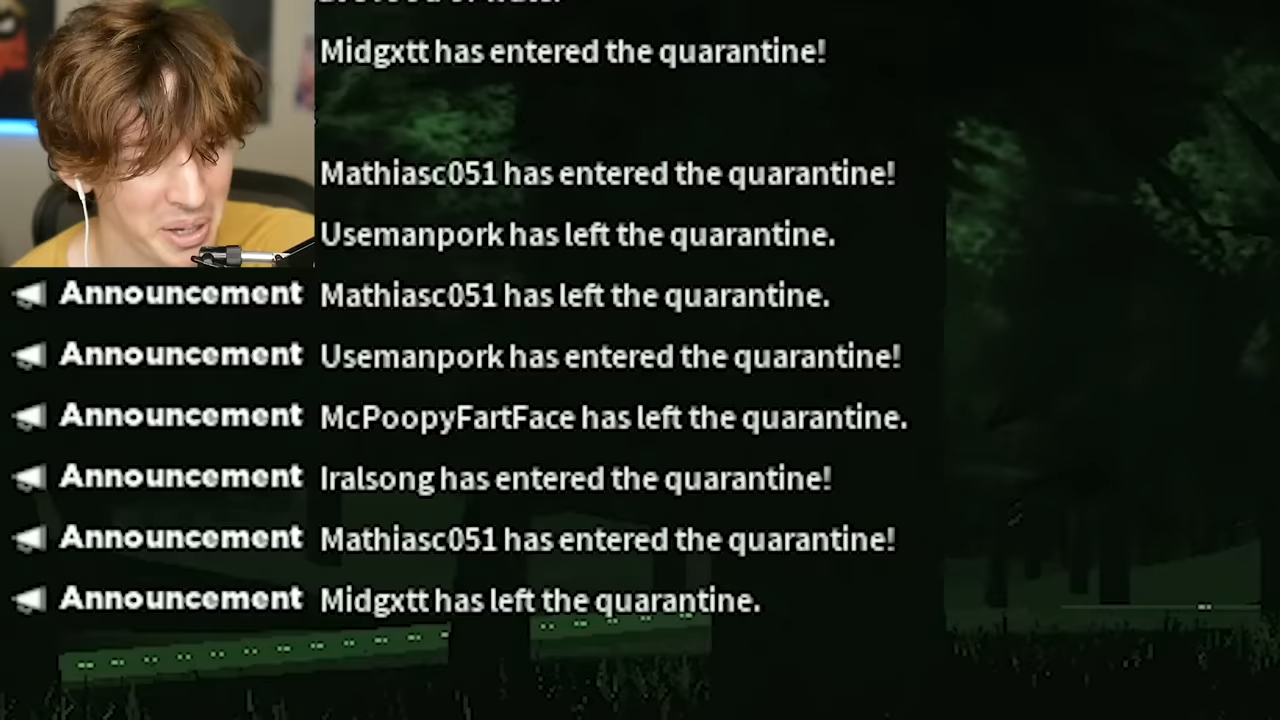 Midgxtt has entered the quarantine!
Mathiasc051 has entered the quarantine!
Usemanpork has left the quarantine.
Announcement Mathiasc051 has left the quarantine.
Announcement Usemanpork has entered the quarantine!
Announcement McPoopyFartFace has left the quarantine.
Announcement Iralsong has entered the quarantine!
Announcement Mathiasc051 has entered the quarantine!
Announcement Midgxtt has left the quarantine.